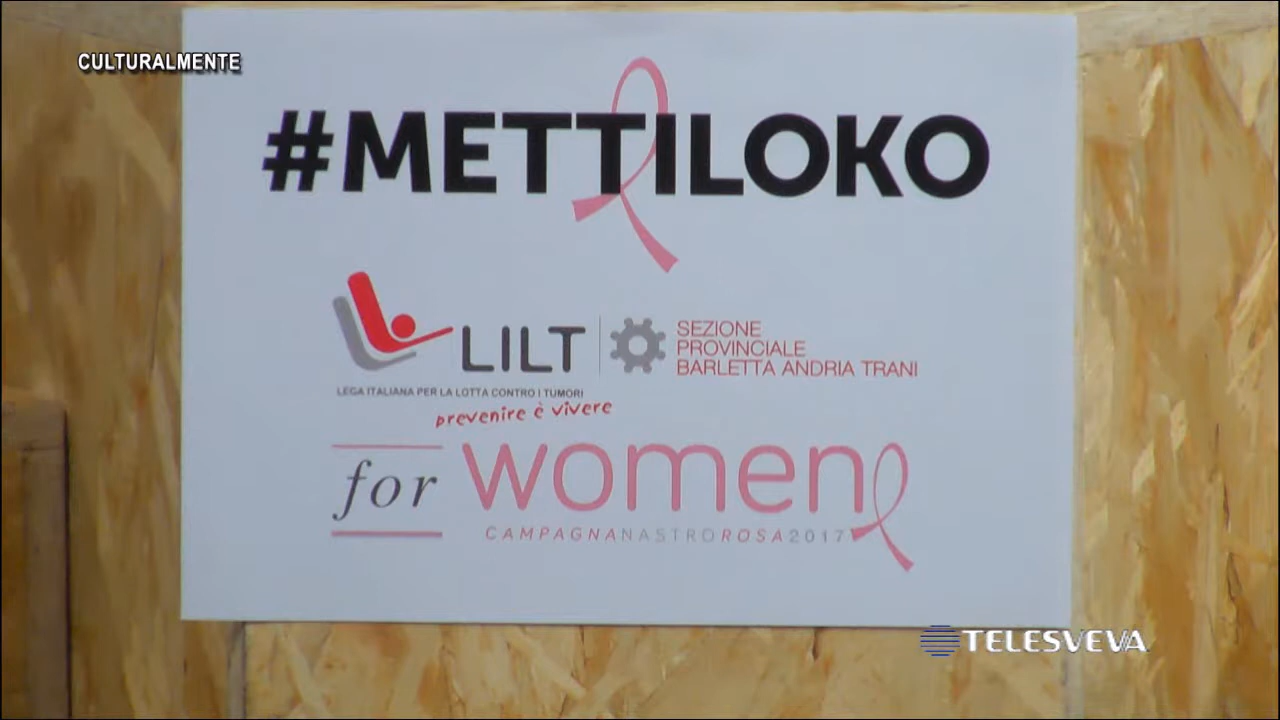 CULTURALMENTE
#METTILOKO
LILT
SEZIONE
PROVINCIALE
BARLETTA ANDRIA TRANI
LEGA ITALIANA PER LA LOTTA CONTRO I TUMORI
prevenire è vivere
for women
CAMPAGNANASTROROSA2017
TELESVEVA